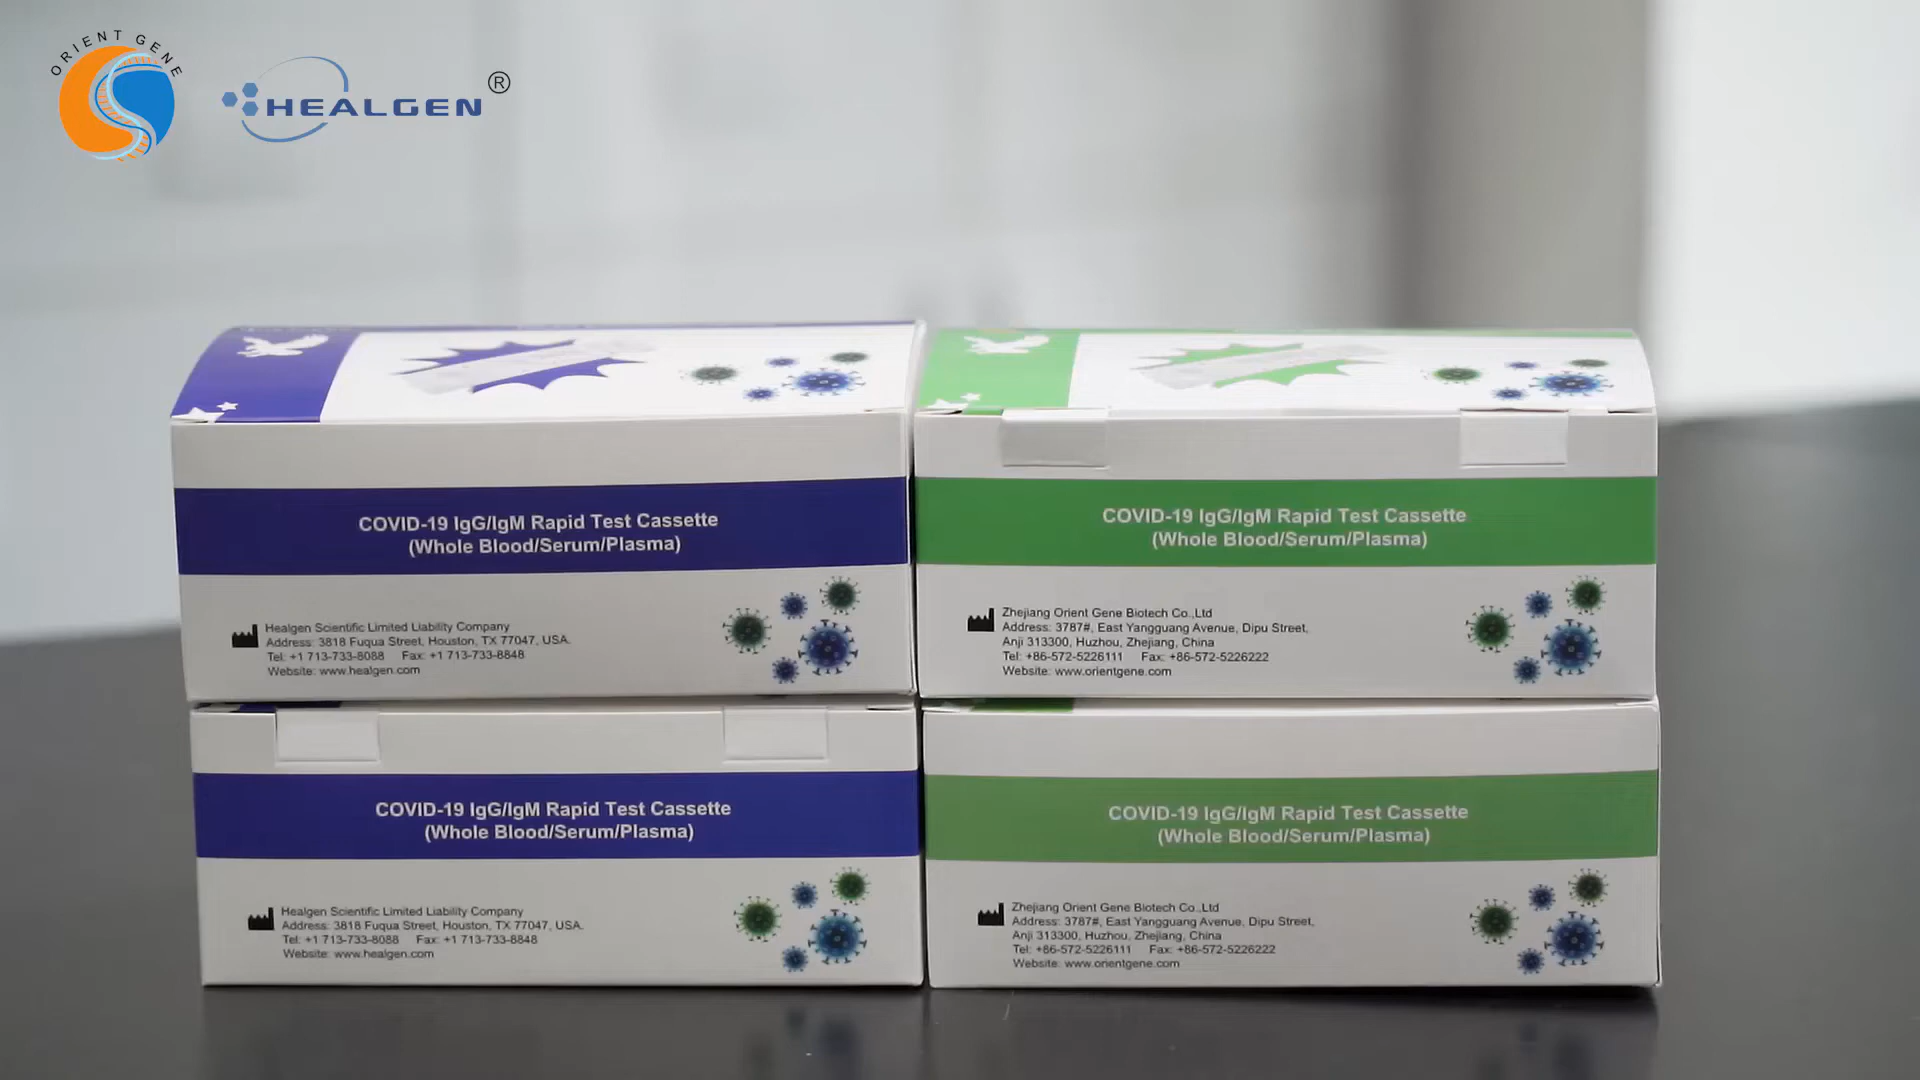 ORIENT GENE
HEALGEN®
COVID-19 IgG/IgM Rapid Test Cassette
(Whole Blood/Serum/Plasma)
Healgen Scientific Limited Liability Company
Address: 3818 Fuqua Street, Houston, TX 77047, USA.
Tel: +1 713-733-8088 Fax: +1 713-733-8848
Website: www.healgen.com
COVID-19 IgG/IgM Rapid Test Cassette
(Whole Blood/Serum/Plasma)
Zhejiang Orient Gene Biotech Co.,Ltd
Address: 3787#, East Yangguang Avenue, Dipu Street,
Anji 313300, Huzhou, Zhejiang, China
Tel: +86-572-5226111 Fax: +86-572-5226222
Website: www.orientgene.com
COVID-19 IgG/IgM Rapid Test Cassette
(Whole Blood/Serum/Plasma)
Healgen Scientific Limited Liability Company
Address: 3818 Fuqua Street, Houston, TX 77047, USA.
Tel: +1 713-733-8088 Fax: +1 713-733-8848
Website: www.healgen.com
COVID-19 IgG/IgM Rapid Test Cassette
(Whole Blood/Serum/Plasma)
Zhejiang Orient Gene Biotech Co.,Ltd
Address: 3787#, East Yangguang Avenue, Dipu Street,
Anji 313300, Huzhou, Zhejiang, China
Tel: +86-572-5226111 Fax: +86-572-5226222
Website: www.orientgene.com